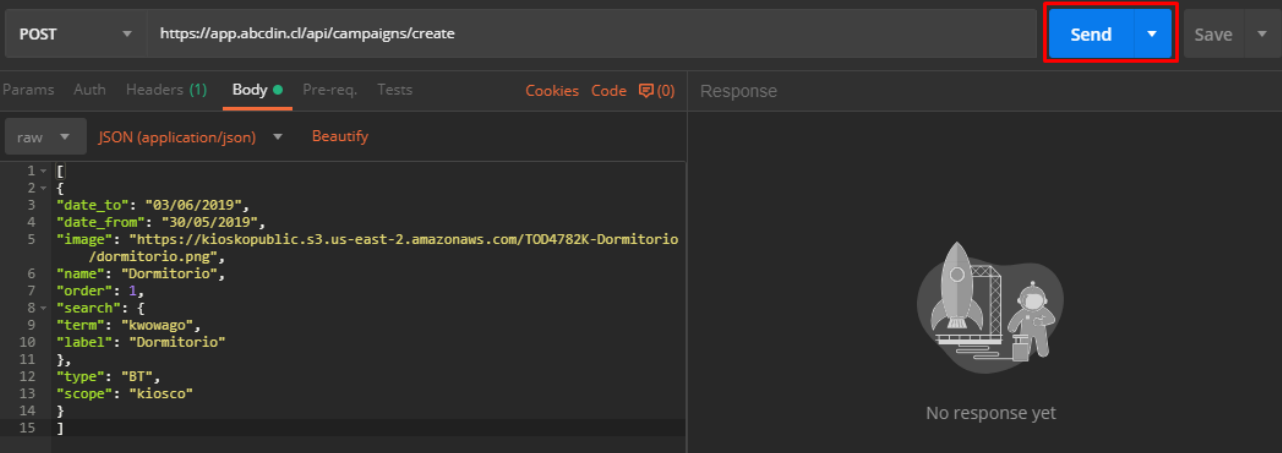 POST https://app.abcdin.cl/api/campaigns/create Send Save
Params Auth Headers (1) Body Pre-req. Tests Cookies Code (0) Response
raw JSON (application/json) Beautify
1 [
2 {
3 "date_to": "03/06/2019",
4 "date_from": "30/05/2019",
5 "image": "https://kioskopublic.s3.us-east-2.amazonaws.com/TOD4782K-Dormitorio
/dormitorio.png",
6 "name": "Dormitorio",
7 "order": 1,
8 "search": {
9 "term": "kwowago",
10 "label": "Dormitorio"
11 },
12 "type": "BT",
13 "scope": "kiosco"
14 }
15 ]
No response yet